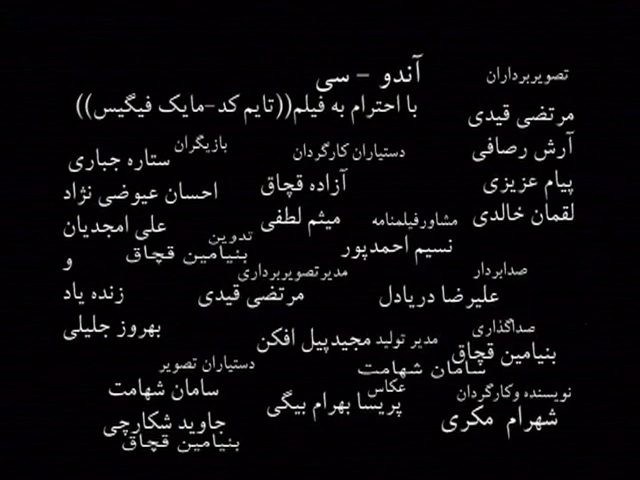 آندو - سی
با احترام به فیلم((تایم کد-مایک فیگیس))
تصویربرداران
مرتضی قیدی
آرش رصافی
پیام عزیزی
لقمان خالدی
دستیاران کارگردان
آزاده قچاق
میثم لطفی
بازیگران
ستاره جباری
احسان عیوضی نژاد
علی امجدیان
و
زنده یاد
بهروز جلیلی
مشاورفیلمنامه
نسیم احمدپور
تدوین
بنیامین قچاق
مدیرتصویربرداری
مرتضی قیدی
صدابردار
علیرضا دریادل
صداگذاری
بنیامین قچاق
سامان شهامت
مدیر تولید مجیدپیل افکن
دستیاران تصویر
سامان شهامت
جاوید شکارچی
بنیامین قچاق
عکاس
پریسا بهرام بیگی
نویسنده وکارگردان
شهرام مکری